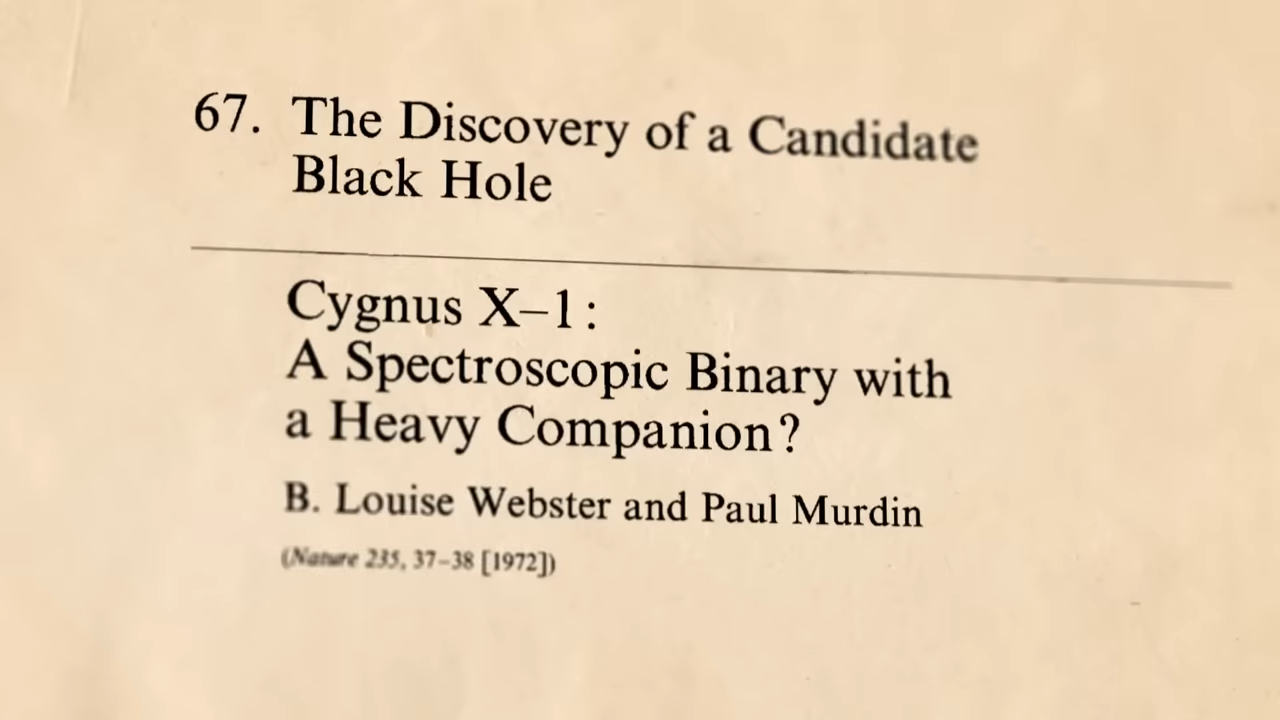 67. The Discovery of a Candidate
Black Hole
Cygnus X–1:
A Spectroscopic Binary with
a Heavy Companion?
B. Louise Webster and Paul Murdin
(Nature 235, 37–38 [1972])